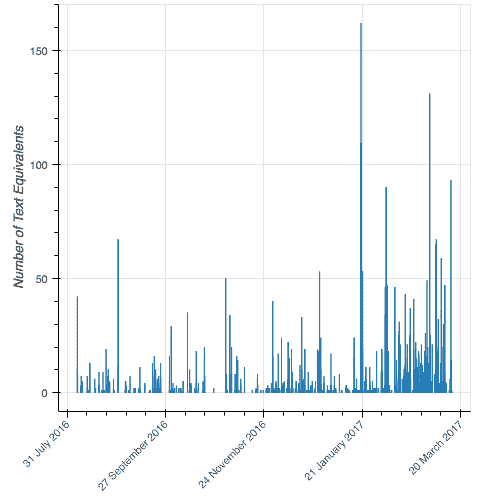 Number of Text Equivalents
150
100
50
0
31 July 2016
27 September 2016
24 November 2016
21 January 2017
20 March 2017